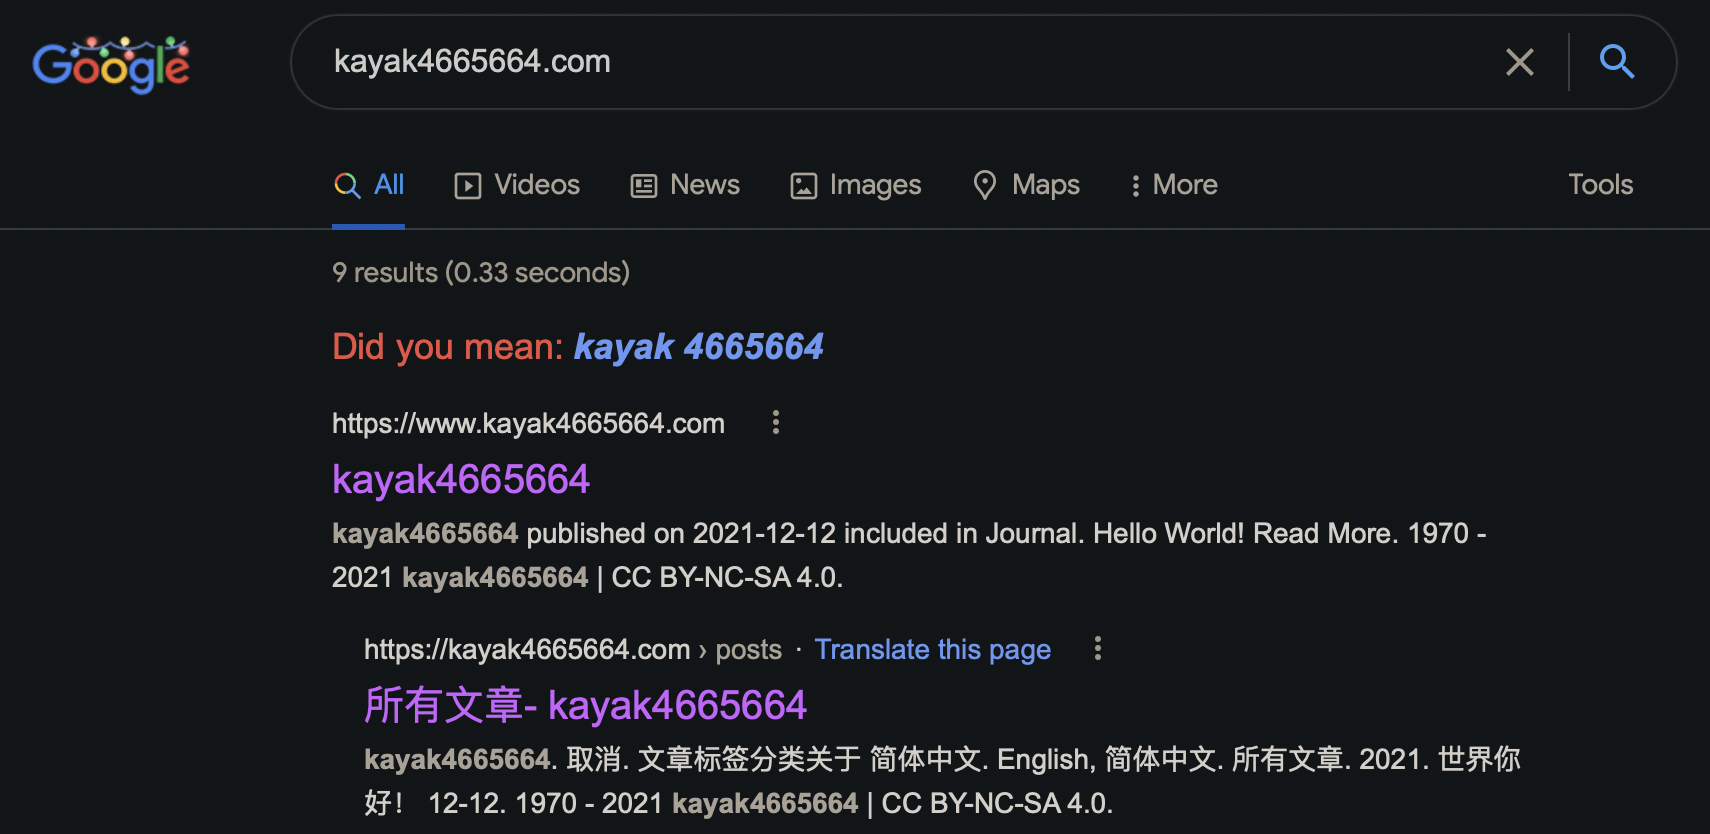 Google
kayak4665664.com
All Videos News Images Maps More Tools
9 results (0.33 seconds)
Did you mean: kayak 4665664
https://www.kayak4665664.com
kayak4665664
kayak4665664 published on 2021-12-12 included in Journal. Hello World! Read More. 1970 -
2021 kayak4665664 | CC BY-NC-SA 4.0.
https://kayak4665664.com › posts · Translate this page
所有文章- kayak4665664
kayak4665664. 取消. 文章标签分类关于 简体中文. English, 简体中文. 所有文章. 2021. 世界你
好！ 12-12. 1970 - 2021 kayak4665664 | CC BY-NC-SA 4.0.